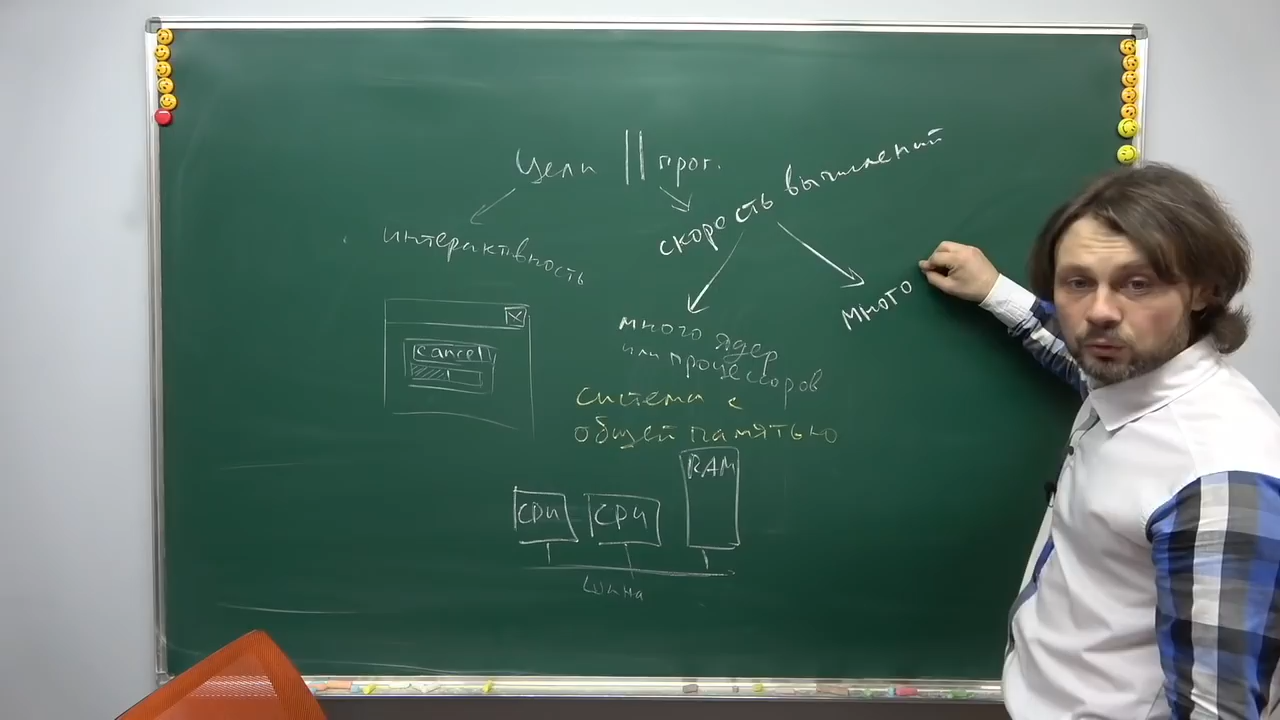 Цели || прог.
скорость вычислений
интерактивность
много
много ядер
или процессоров
cancel
система с
общей памятью
RAM
CPU CPU
шина